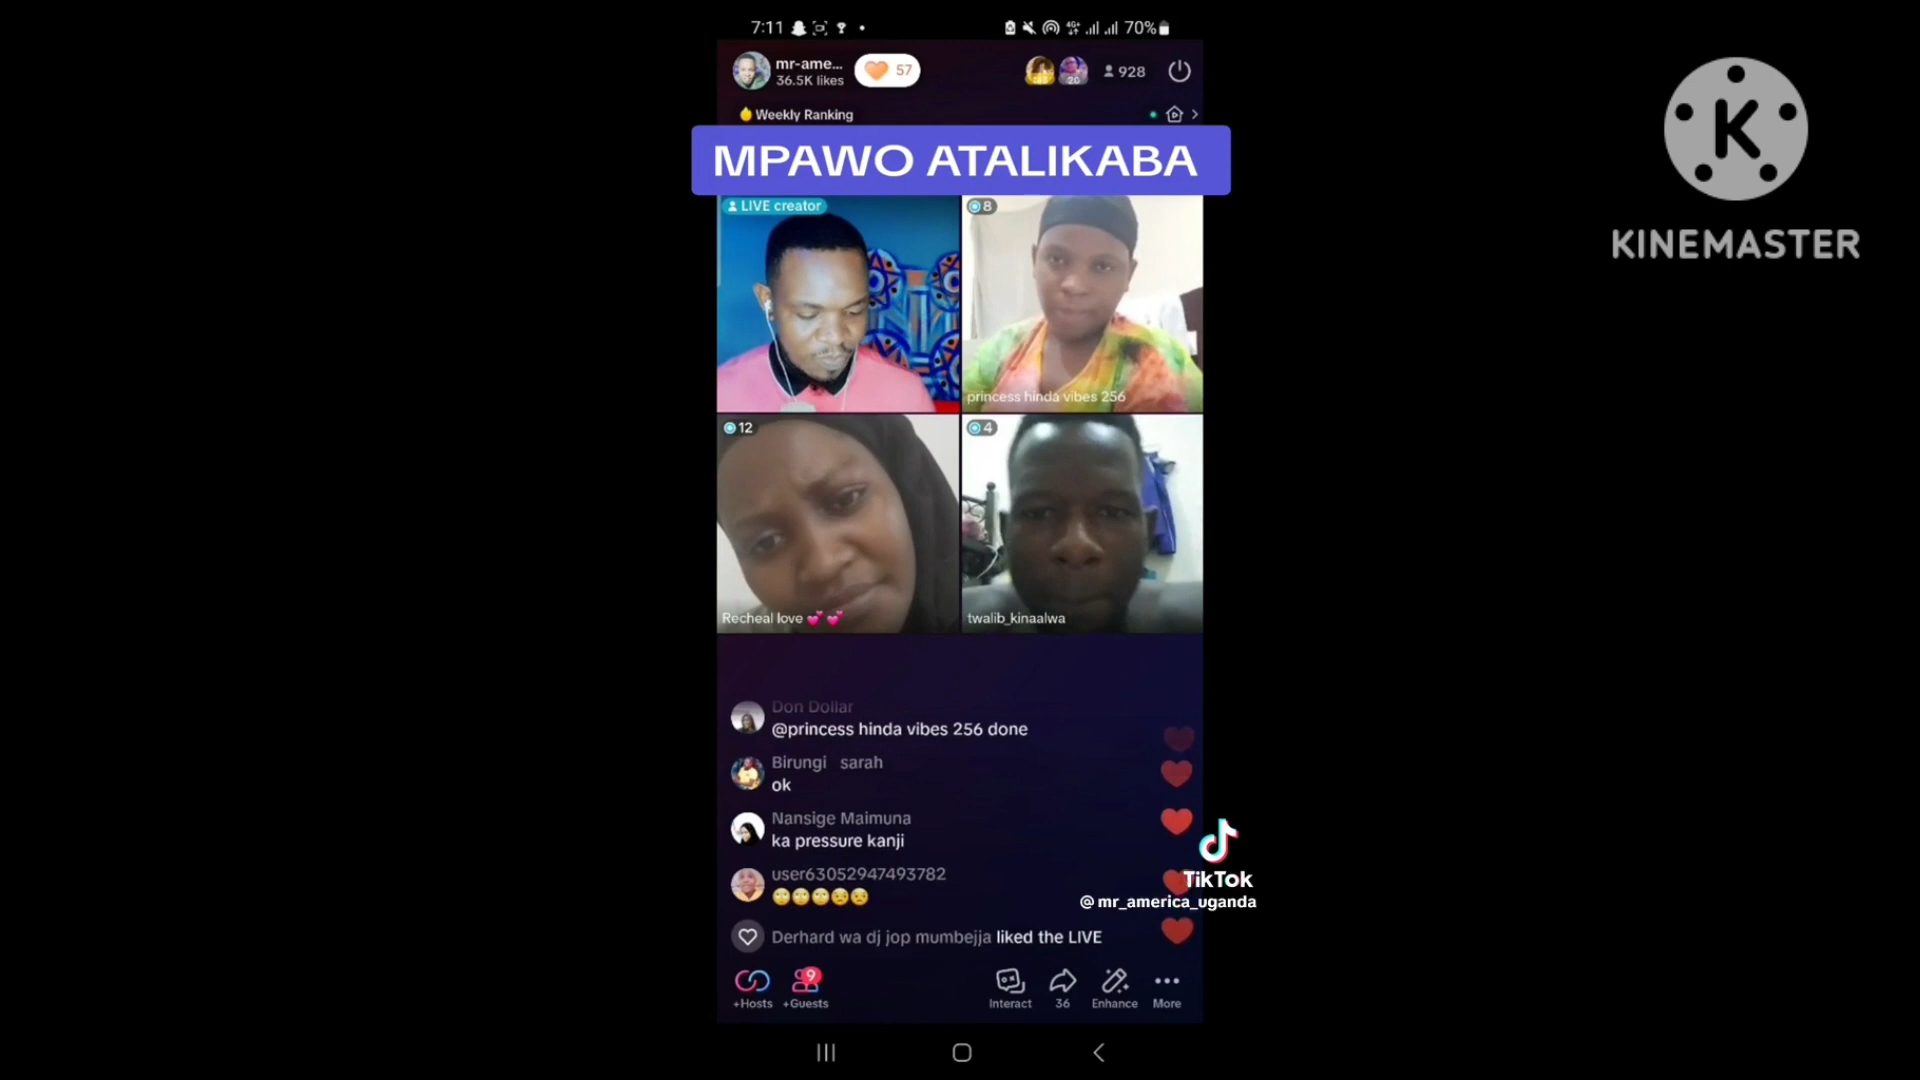 7:11
4G+ 70%
mr-ame...
36.5K likes
57
20
928
Weekly Ranking
MPAWO ATALIKABA
LIVE creator
8
princess hinda vibes 256
12
4
Recheal love 💕 💕
twalib_kinaalwa
Don Dollar
@princess hinda vibes 256 done
Birungi sarah
ok
Nansige Maimuna
ka pressure kanji
user63052947493782
🙄🙄🙄😒😒
Derhard wa dj jop mumbejja liked the LIVE
9
+Hosts +Guests
Interact
36
Enhance
More
TikTok
@mr_america_uganda
K
KINEMASTER